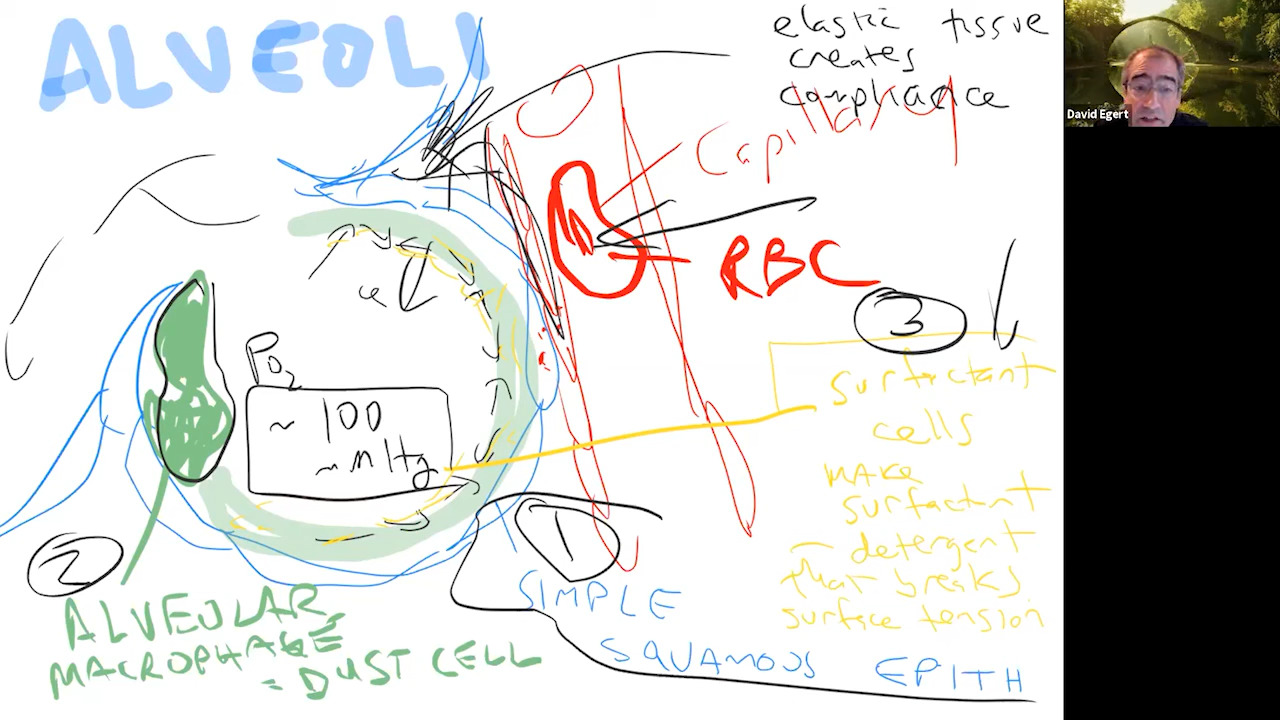 ALVEOLI
elastic tissue
creates
compliance
Capillary
RBC
David Egert
PO2
~ 100
mmHg
3
surfactant
cells
MAKE
surfactant
- detergent
that breaks
surface tension
1
SIMPLE
SQUAMOUS EPITH
2
ALVEOLAR
MACROPHAGE
= DUST CELL